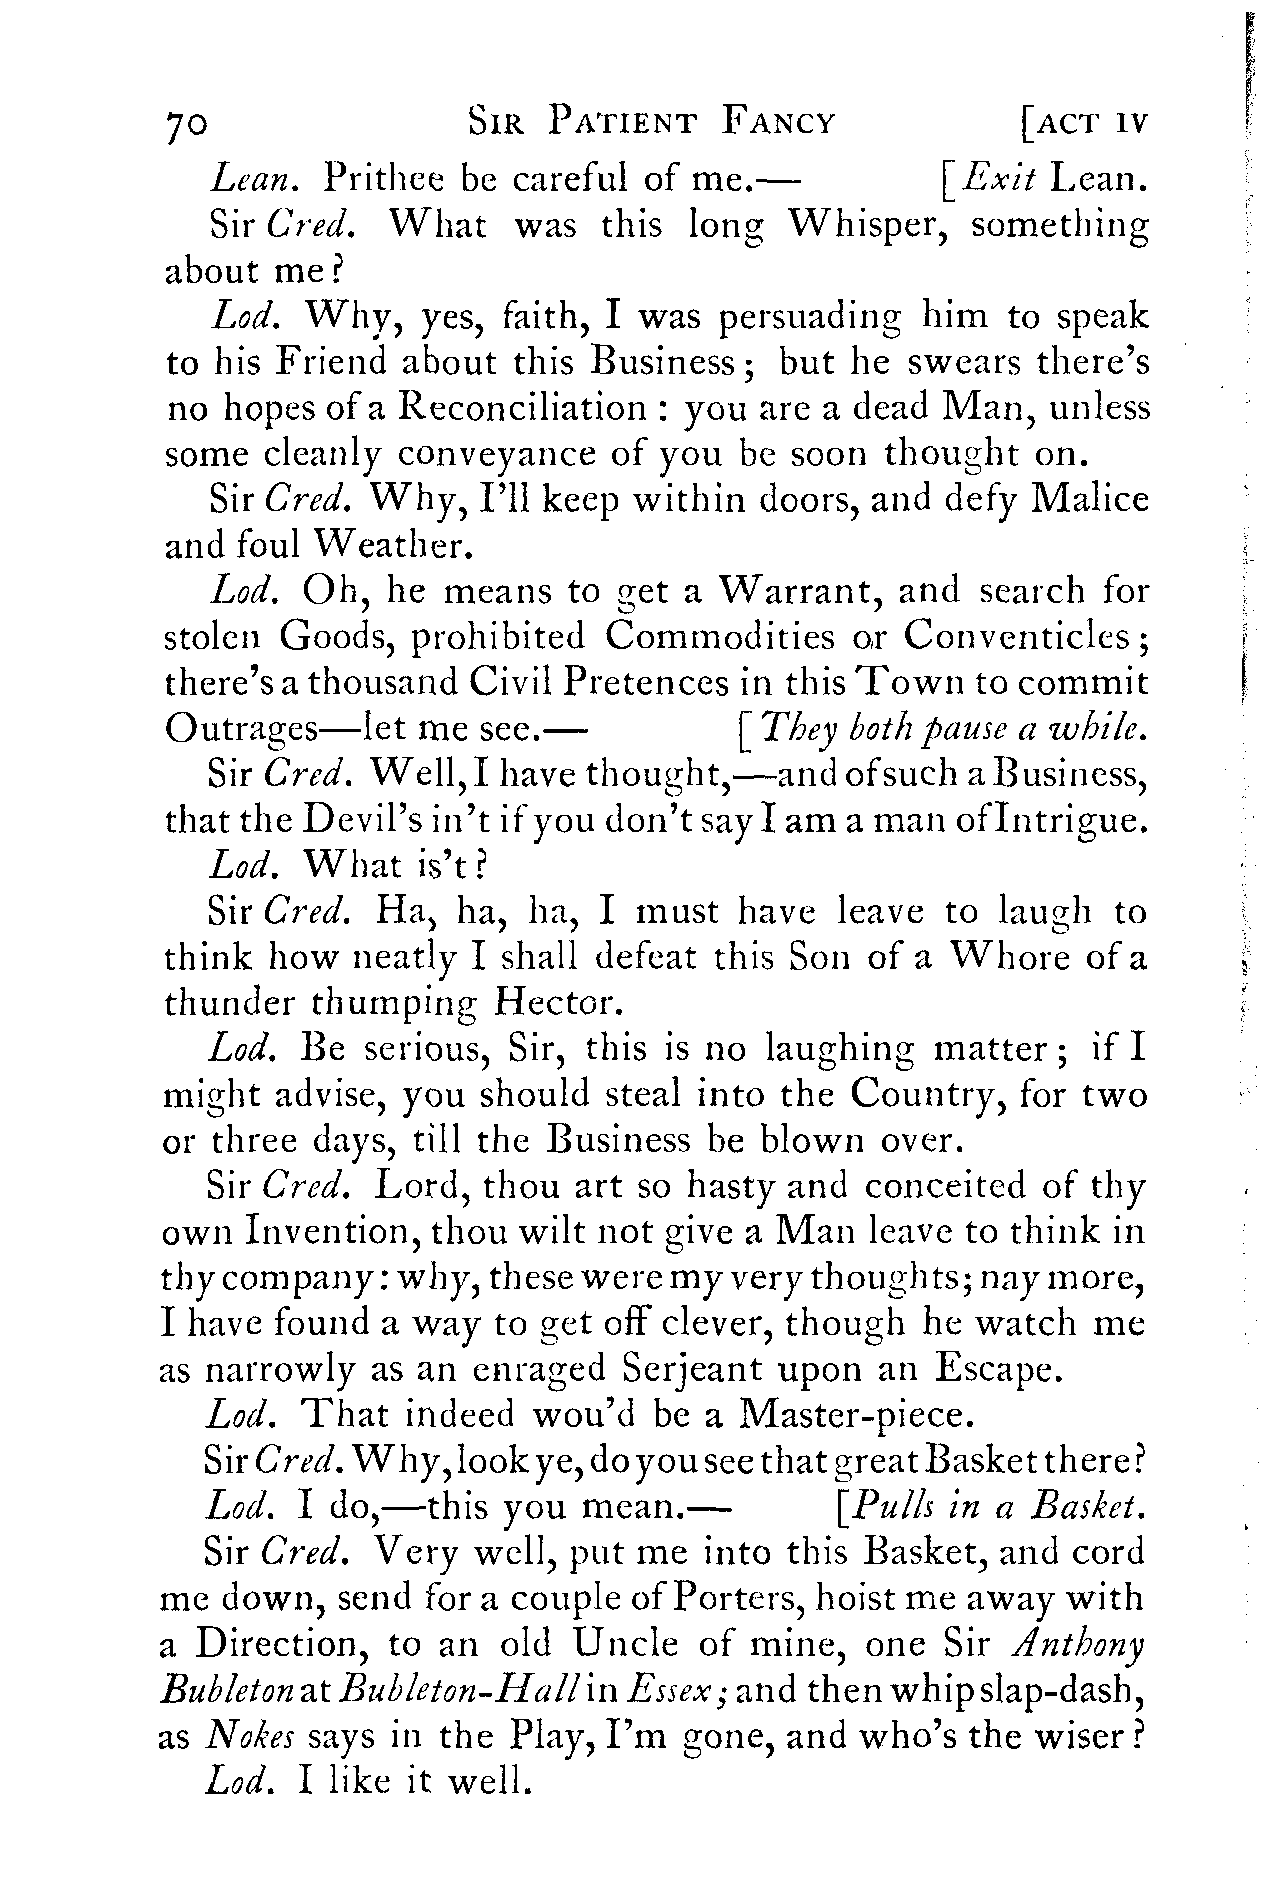 70 SIR PATIENT FANCY [ACT IV
Lean. Prithee be careful of me.— [Exit Lean.
Sir Cred. What was this long Whisper, something
about me?
Lod. Why, yes, faith, I was persuading him to speak
to his Friend about this Business; but he swears there's
no hopes of a Reconciliation: you are a dead Man, unless
some cleanly conveyance of you be soon thought on.
Sir Cred. Why, I'll keep within doors, and defy Malice
and foul Weather.
Lod. Oh, he means to get a Warrant, and search for
stolen Goods, prohibited Commodities or Conventicles;
there's a thousand Civil Pretences in this Town to commit
Outrages—let me see.— [They both pause a while.
Sir Cred. Well, I have thought,—and of such a Business,
that the Devil's in't if you don't say I am a man of Intrigue.
Lod. What is't?
Sir Cred. Ha, ha, ha, I must have leave to laugh to
think how neatly I shall defeat this Son of a Whore of a
thunder thumping Hector.
Lod. Be serious, Sir, this is no laughing matter; if I
might advise, you should steal into the Country, for two
or three days, till the Business be blown over.
Sir Cred. Lord, thou art so hasty and conceited of thy
own Invention, thou wilt not give a Man leave to think in
thy company: why, these were my very thoughts; nay more,
I have found a way to get off clever, though he watch me
as narrowly as an enraged Serjeant upon an Escape.
Lod. That indeed wou'd be a Master-piece.
Sir Cred. Why, look ye, do you see that great Basket there?
Lod. I do,—this you mean.— [Pulls in a Basket.
Sir Cred. Very well, put me into this Basket, and cord
me down, send for a couple of Porters, hoist me away with
a Direction, to an old Uncle of mine, one Sir Anthony
Bubleton at Bubleton-Hall in Essex; and then whip slap-dash,
as Nokes says in the Play, I'm gone, and who's the wiser?
Lod. I like it well.